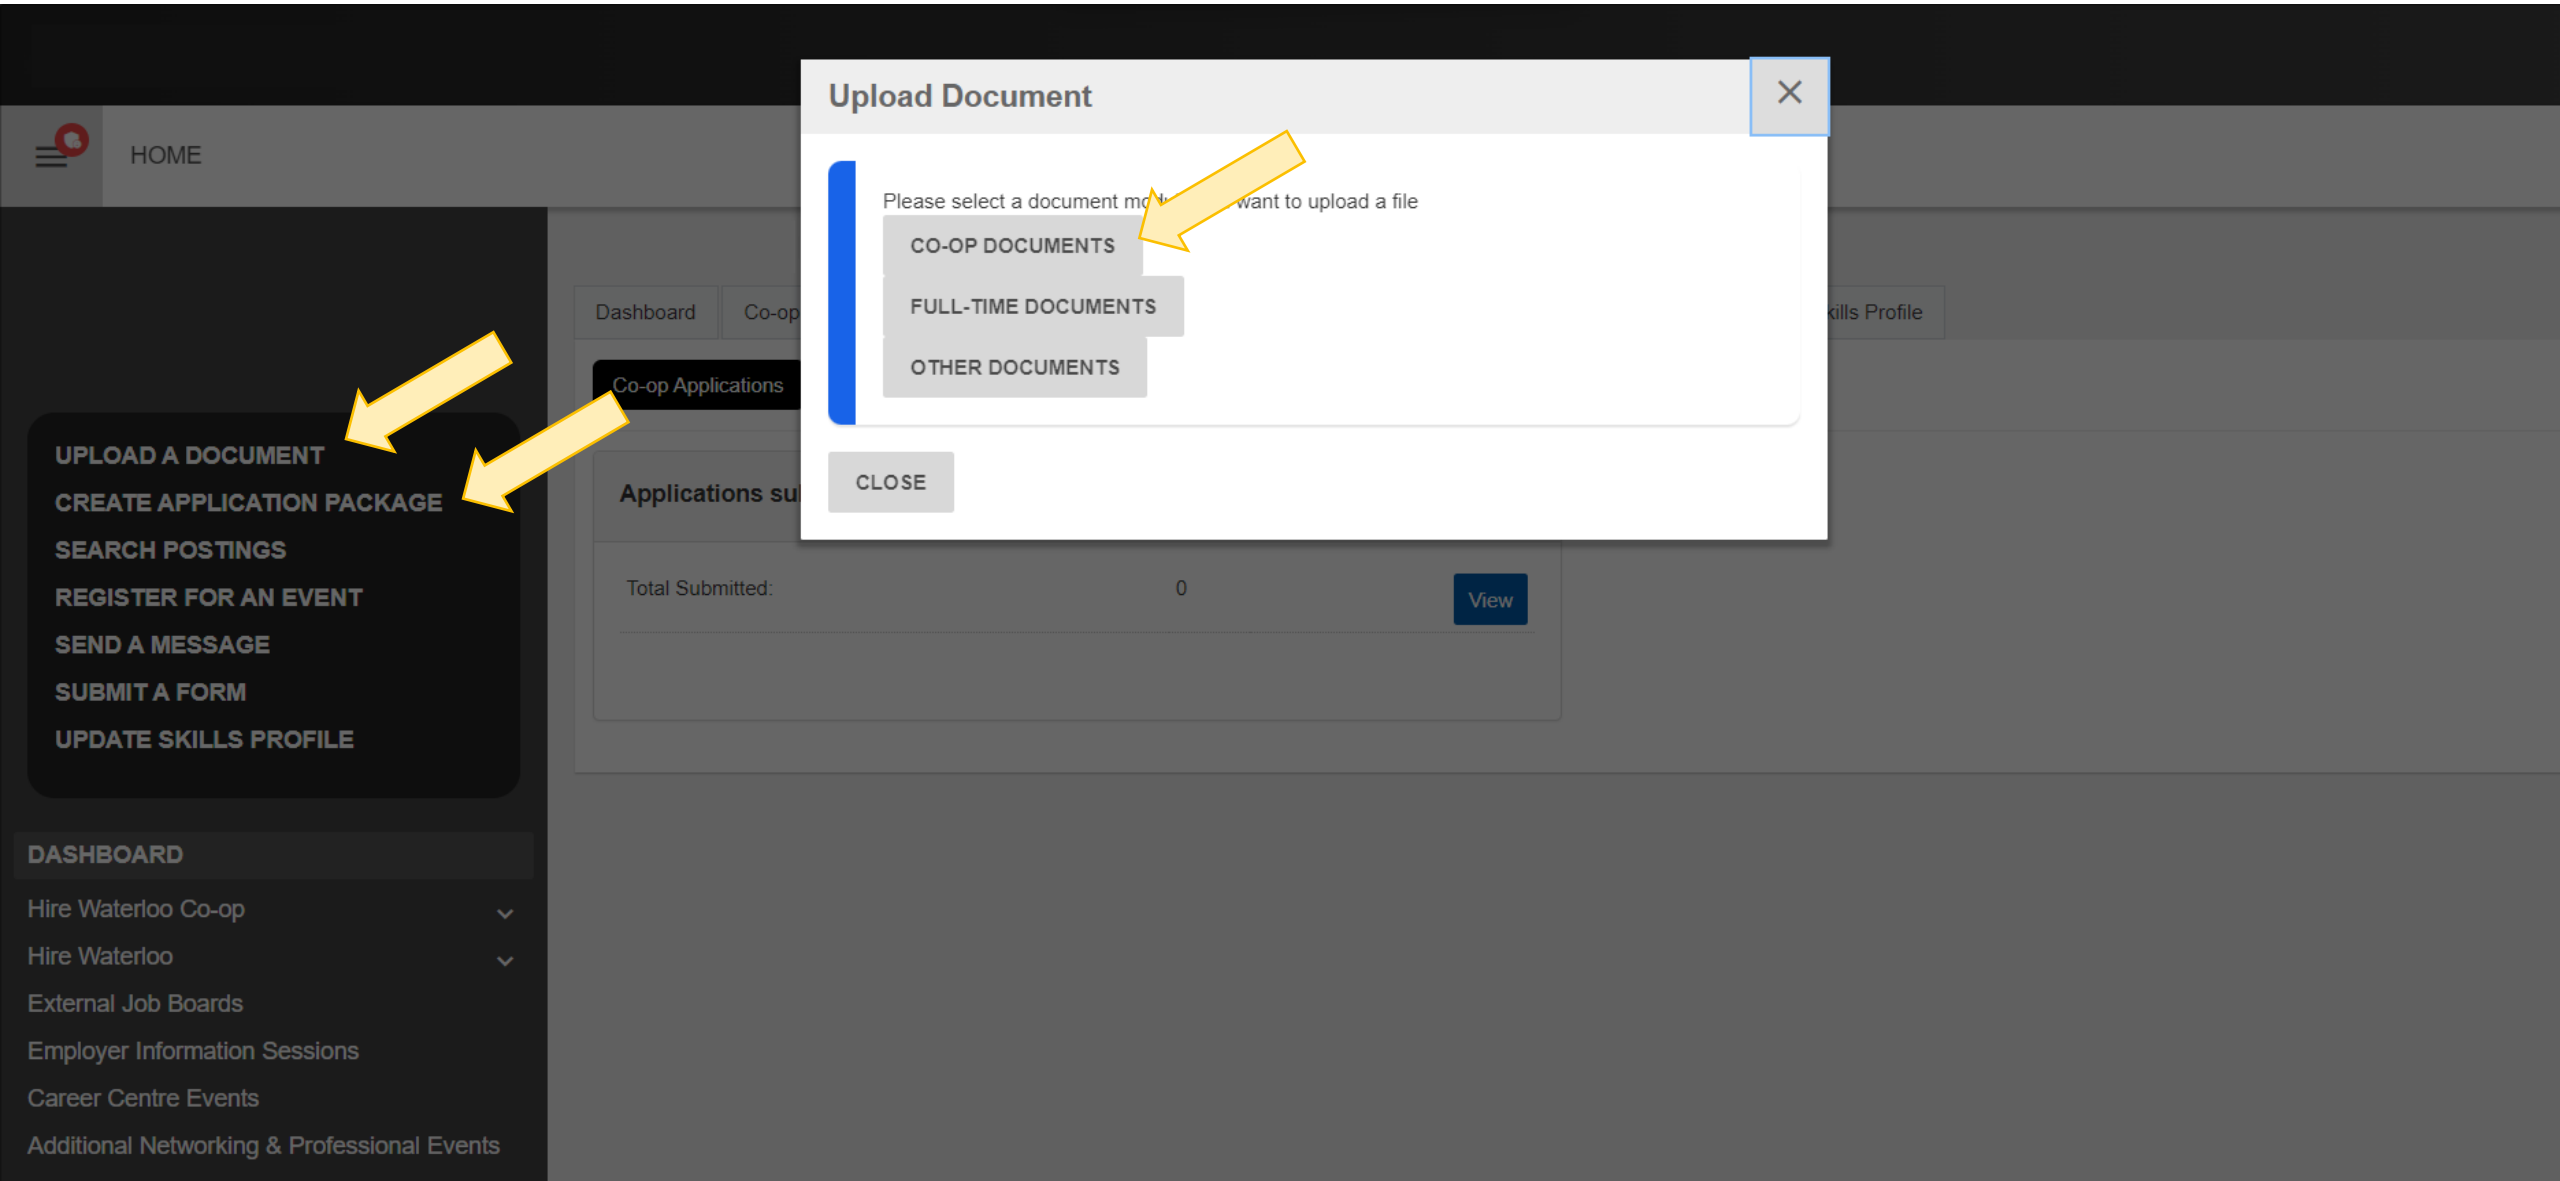 Upload Document
HOME
Please select a document want to upload a file
CO-OP DOCUMENTS
FULL-TIME DOCUMENTS
OTHER DOCUMENTS
CLOSE
Dashboard Co-op Profile
Co-op Applications
Applications
Total Submitted: 0 View
UPLOAD A DOCUMENT
CREATE APPLICATION PACKAGE
SEARCH POSTINGS
REGISTER FOR AN EVENT
SEND A MESSAGE
SUBMIT A FORM
UPDATE SKILLS PROFILE
DASHBOARD
Hire Waterloo Co-op
Hire Waterloo
External Job Boards
Employer Information Sessions
Career Centre Events
Additional Networking & Professional Events